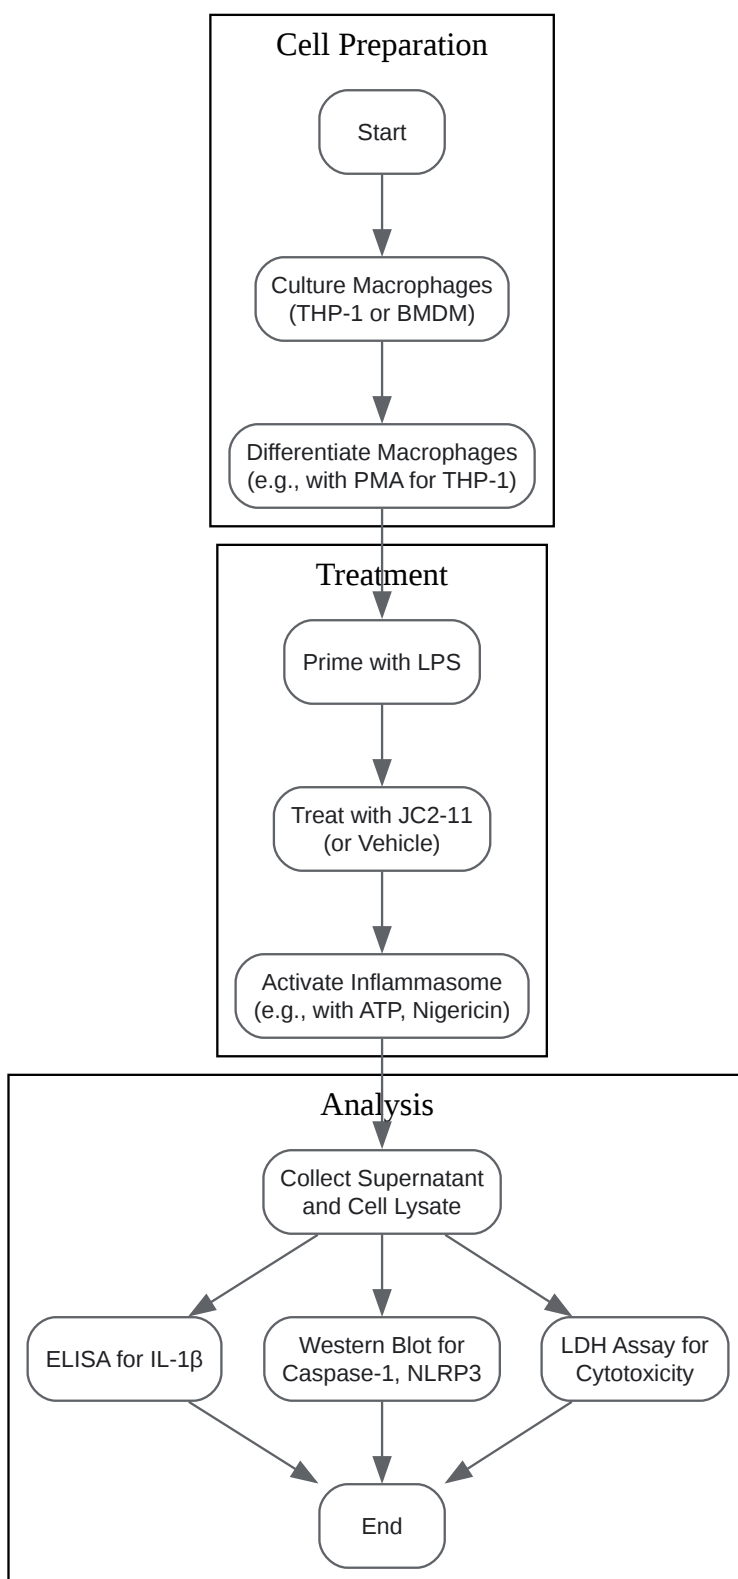 Cell Preparation
Start
Culture Macrophages
(THP-1 or BMDM)
Differentiate Macrophages
(e.g., with PMA for THP-1)
Treatment
Prime with LPS
Treat with JC2-11
(or Vehicle)
Activate Inflammasome
(e.g., with ATP, Nigericin)
Analysis
Collect Supernatant
and Cell Lysate
ELISA for IL-1β
Western Blot for
Caspase-1, NLRP3
LDH Assay for
Cytotoxicity
End